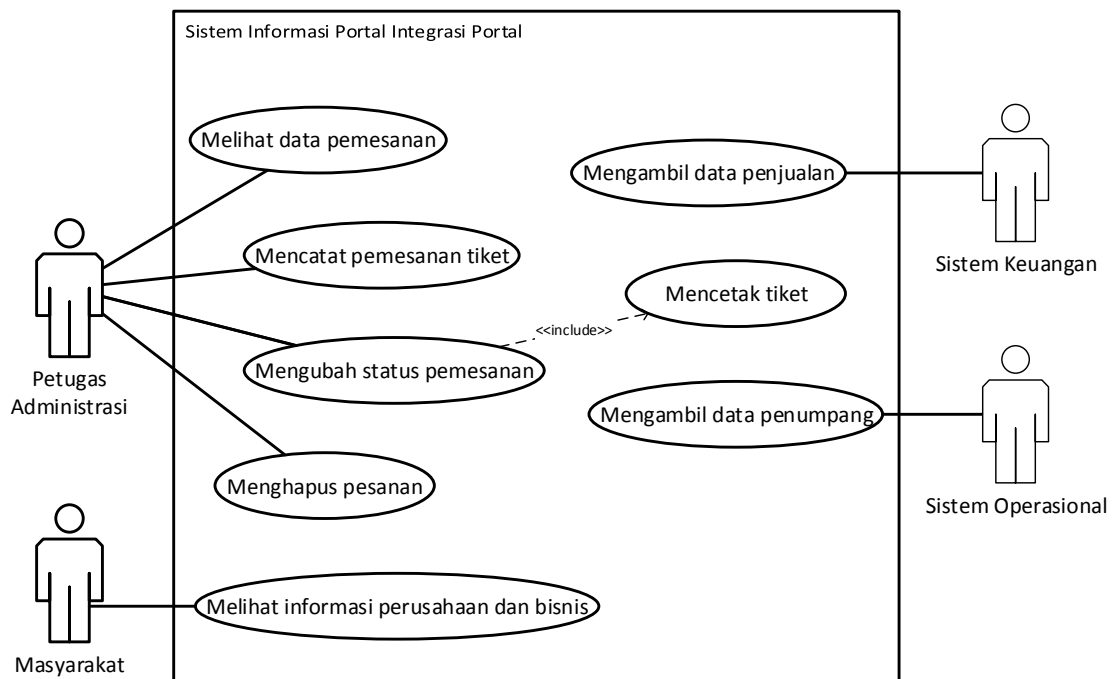 Sistem Informasi Portal Integrasi Portal
Melihat data pemesanan
Mengambil data penjualan
Mencatat pemesanan tiket
Sistem Keuangan
Mencetak tiket
<<include>>
Mengubah status pemesanan
Petugas
Administrasi
Mengambil data penumpang
Menghapus pesanan
Sistem Operasional
Melihat informasi perusahaan dan bisnis
Masyarakat